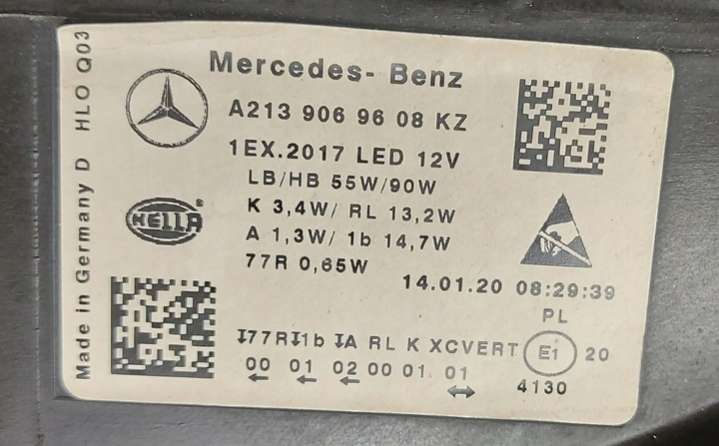 Made in Germany D HLO Q03
Mercedes- Benz
A213 906 96 08 KZ
1EX.2017 LED 12V
LB/HB 55W/90W
HELLA®
K 3,4W/ RL 13,2W
A 1,3W/ 1b 14,7W
77R 0,65W
14.01.20 08:29:39
PL
↧77R↧1b ↧A RL K XCVERT E1 20
00 01 02 00 01 01
← ← ← ↔
4130